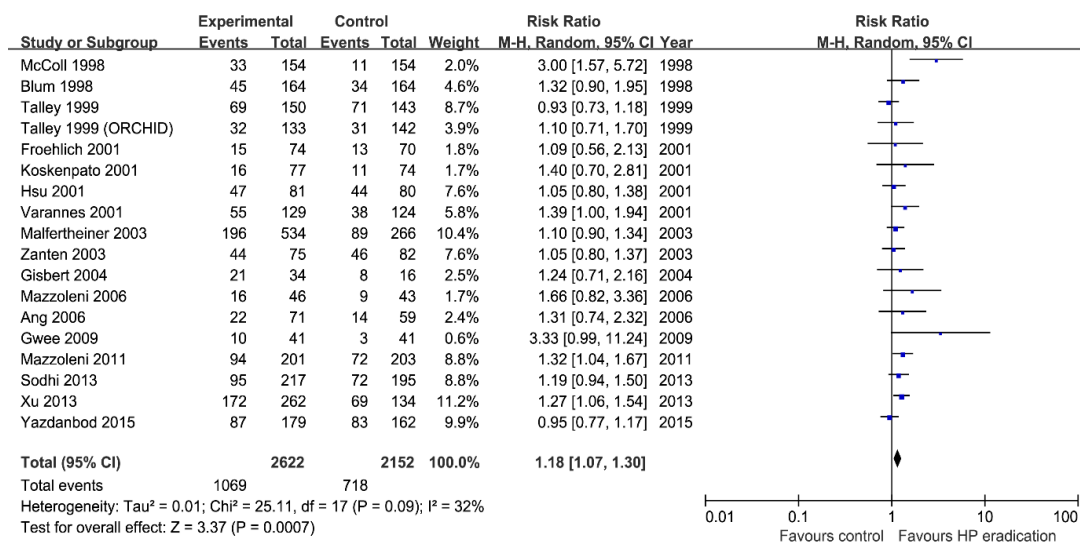 Experimental Control Risk Ratio Risk Ratio
Study or Subgroup Events Total Events Total Weight M-H, Random, 95% CI Year M-H, Random, 95% CI
McColl 1998 33 154 11 154 2.0% 3.00 [1.57, 5.72] 1998
Blum 1998 45 164 34 164 4.6% 1.32 [0.90, 1.95] 1998
Talley 1999 69 150 71 143 8.7% 0.93 [0.73, 1.18] 1999
Talley 1999 (ORCHID) 32 133 31 142 3.9% 1.10 [0.71, 1.70] 1999
Froehlich 2001 15 74 13 70 1.8% 1.09 [0.56, 2.13] 2001
Koskenpato 2001 16 77 11 74 1.7% 1.40 [0.70, 2.81] 2001
Hsu 2001 47 81 44 80 7.6% 1.05 [0.80, 1.38] 2001
Varannes 2001 55 129 38 124 5.8% 1.39 [1.00, 1.94] 2001
Malfertheiner 2003 196 534 89 266 10.4% 1.10 [0.90, 1.34] 2003
Zanten 2003 44 75 46 82 7.6% 1.05 [0.80, 1.37] 2003
Gisbert 2004 21 34 8 16 2.5% 1.24 [0.71, 2.16] 2004
Mazzoleni 2006 16 46 9 43 1.7% 1.66 [0.82, 3.36] 2006
Ang 2006 22 71 14 59 2.4% 1.31 [0.74, 2.32] 2006
Gwee 2009 10 41 3 41 0.6% 3.33 [0.99, 11.24] 2009
Mazzoleni 2011 94 201 72 203 8.8% 1.32 [1.04, 1.67] 2011
Sodhi 2013 95 217 72 195 8.8% 1.19 [0.94, 1.50] 2013
Xu 2013 172 262 69 134 11.2% 1.27 [1.06, 1.54] 2013
Yazdanbod 2015 87 179 83 162 9.9% 0.95 [0.77, 1.17] 2015
Total (95% CI) 2622 2152 100.0% 1.18 [1.07, 1.30]
Total events 1069 718
Heterogeneity: Tau² = 0.01; Chi² = 25.11, df = 17 (P = 0.09); I² = 32%
Test for overall effect: Z = 3.37 (P = 0.0007)
0.01 0.1 1 10 100
Favours control Favours HP eradication